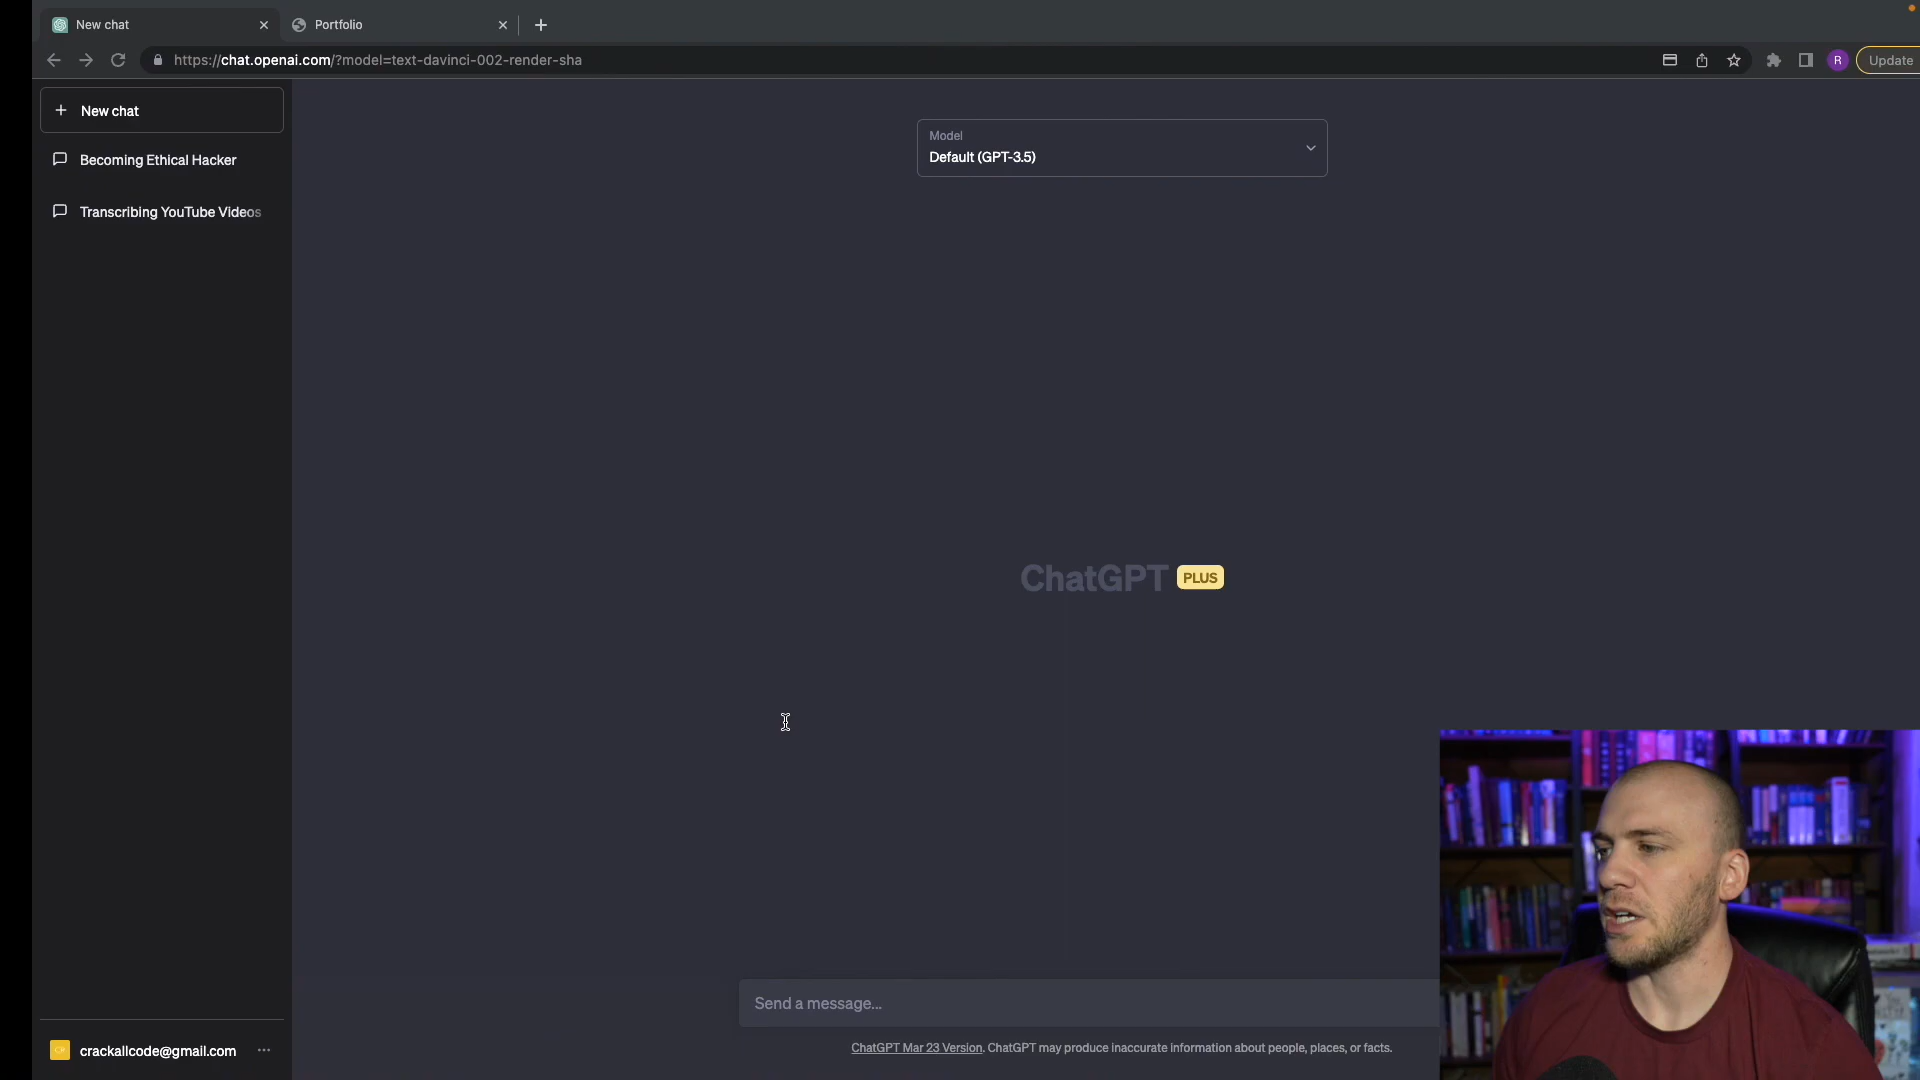 New chat
Portfolio
https://chat.openai.com/?model=text-davinci-002-render-sha
R
Update
New chat
Becoming Ethical Hacker
Transcribing YouTube Videos
Model
Default (GPT-3.5)
ChatGPT PLUS
Send a message...
crackallcode@gmail.com
ChatGPT Mar 23 Version. ChatGPT may produce inaccurate information about people, places, or facts.